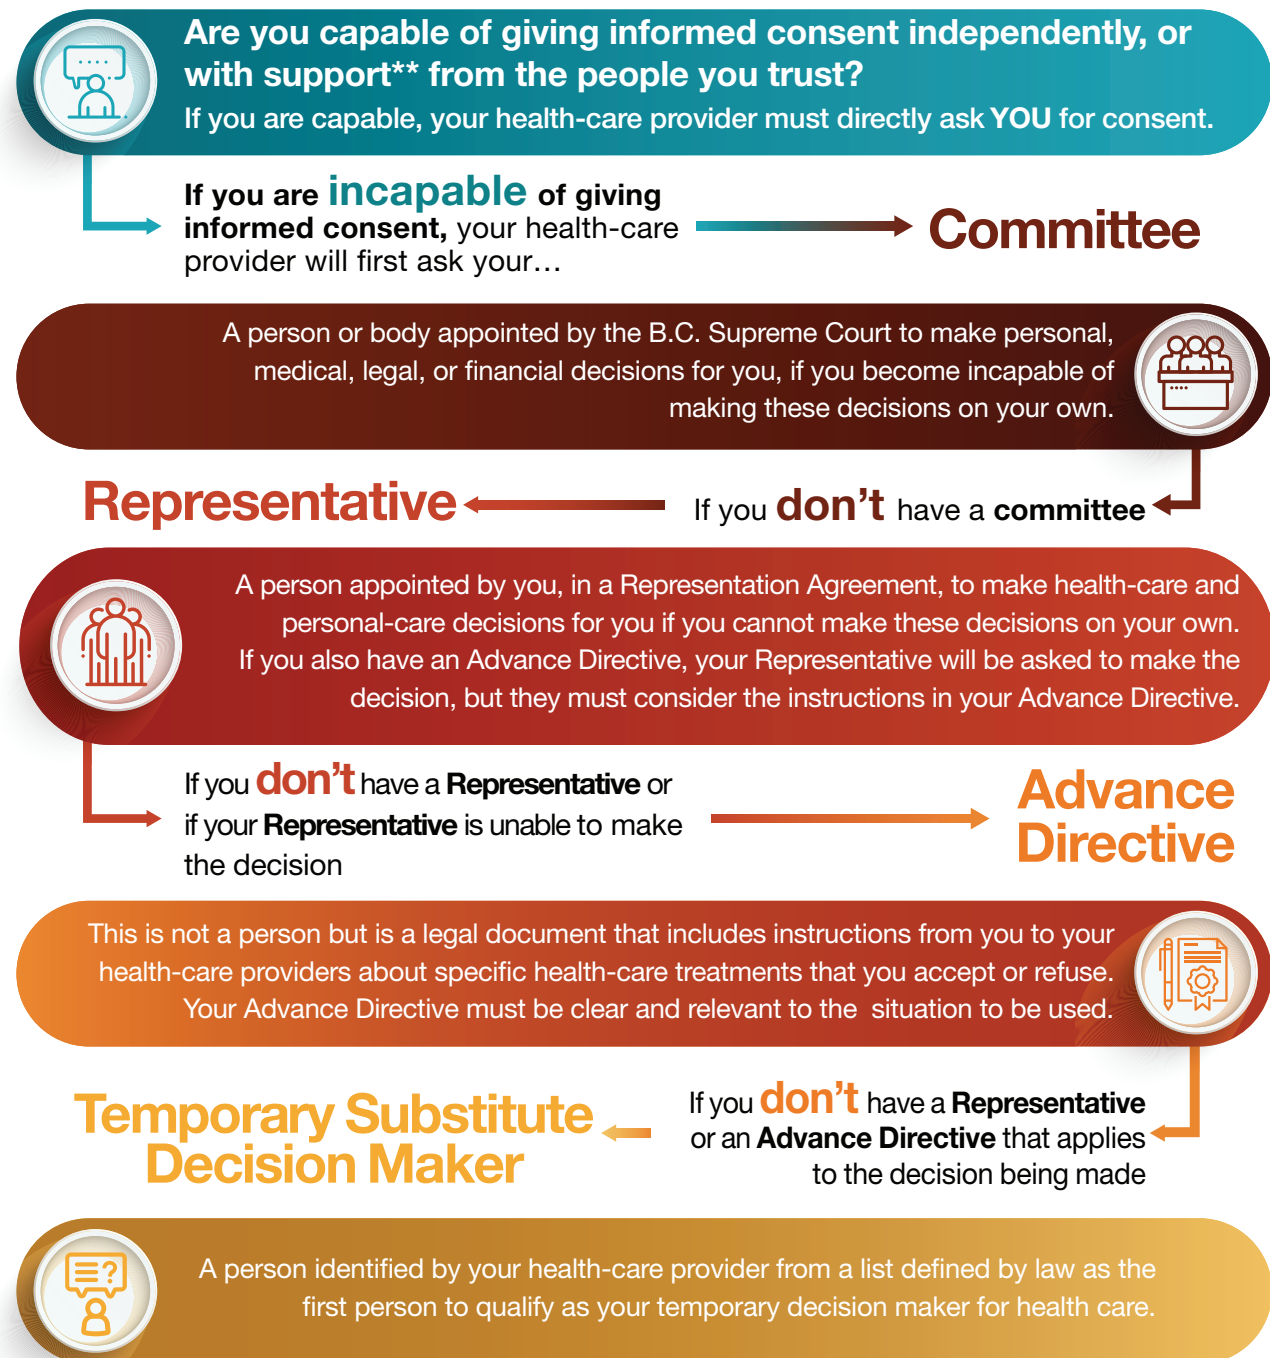 Are you capable of giving informed consent independently, or
with support** from the people you trust?
If you are capable, your health-care provider must directly ask YOU for consent.
If you are incapable of giving
informed consent, your health-care
provider will first ask your…
Committee
A person or body appointed by the B.C. Supreme Court to make personal,
medical, legal, or financial decisions for you, if you become incapable of
making these decisions on your own.
If you don't have a committee
Representative
A person appointed by you, in a Representation Agreement, to make health-care and
personal-care decisions for you if you cannot make these decisions on your own.
If you also have an Advance Directive, your Representative will be asked to make the
decision, but they must consider the instructions in your Advance Directive.
If you don't have a Representative or
if your Representative is unable to make
the decision
Advance
Directive
This is not a person but is a legal document that includes instructions from you to your
health-care providers about specific health-care treatments that you accept or refuse.
Your Advance Directive must be clear and relevant to the situation to be used.
If you don't have a Representative
or an Advance Directive that applies
to the decision being made
Temporary Substitute
Decision Maker
A person identified by your health-care provider from a list defined by law as the
first person to qualify as your temporary decision maker for health care.